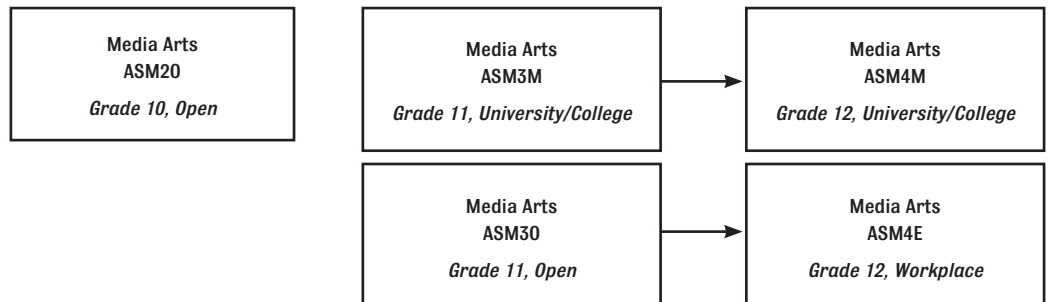 Media Arts
ASM2O
Grade 10, Open
Media Arts
ASM3M
Grade 11, University/College
Media Arts
ASM4M
Grade 12, University/College
Media Arts
ASM3O
Grade 11, Open
Media Arts
ASM4E
Grade 12, Workplace